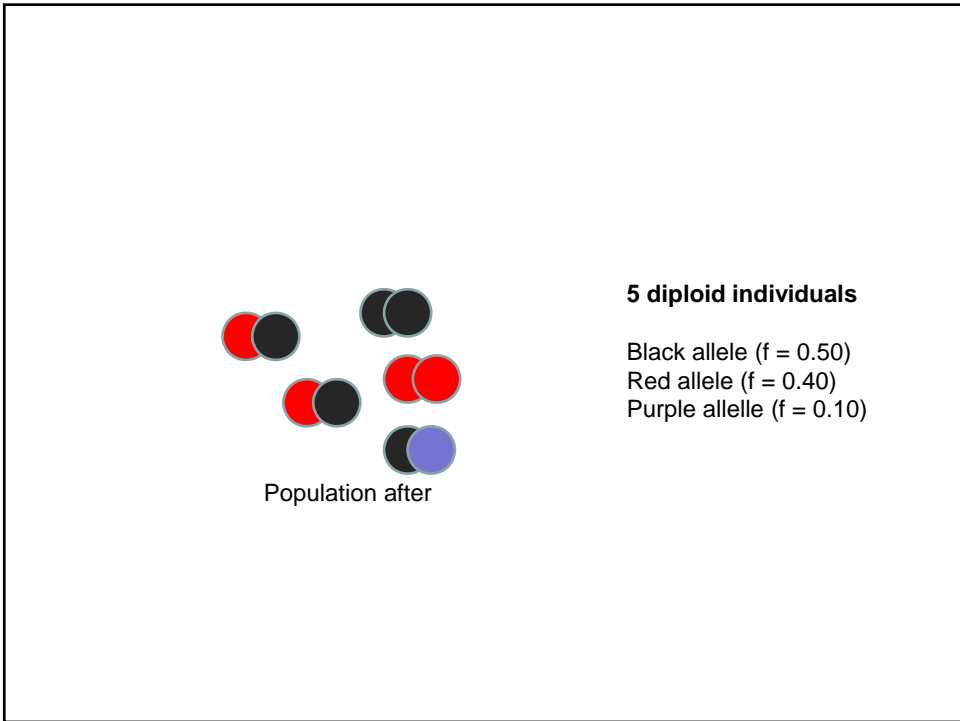 5 diploid individuals
Black allele (f = 0.50)
Red allele (f = 0.40)
Purple allelle (f = 0.10)
Population after